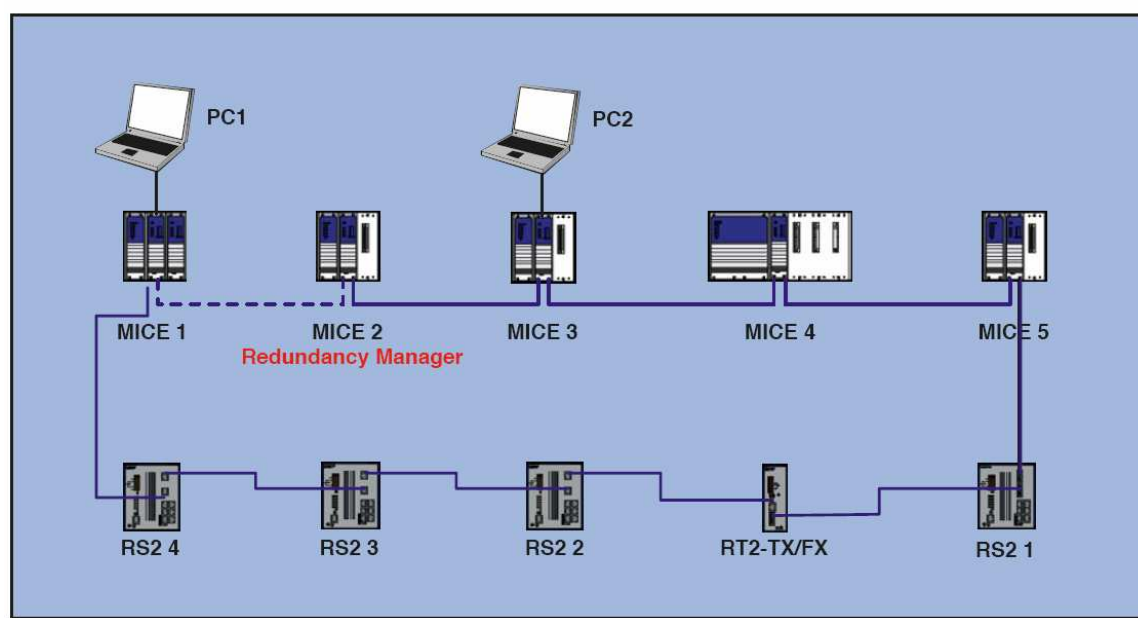 PC1
PC2
MICE 1
MICE 2
MICE 3
MICE 4
MICE 5
Redundancy Manager
RS2 4
RS2 3
RS2 2
RT2-TX/FX
RS2 1